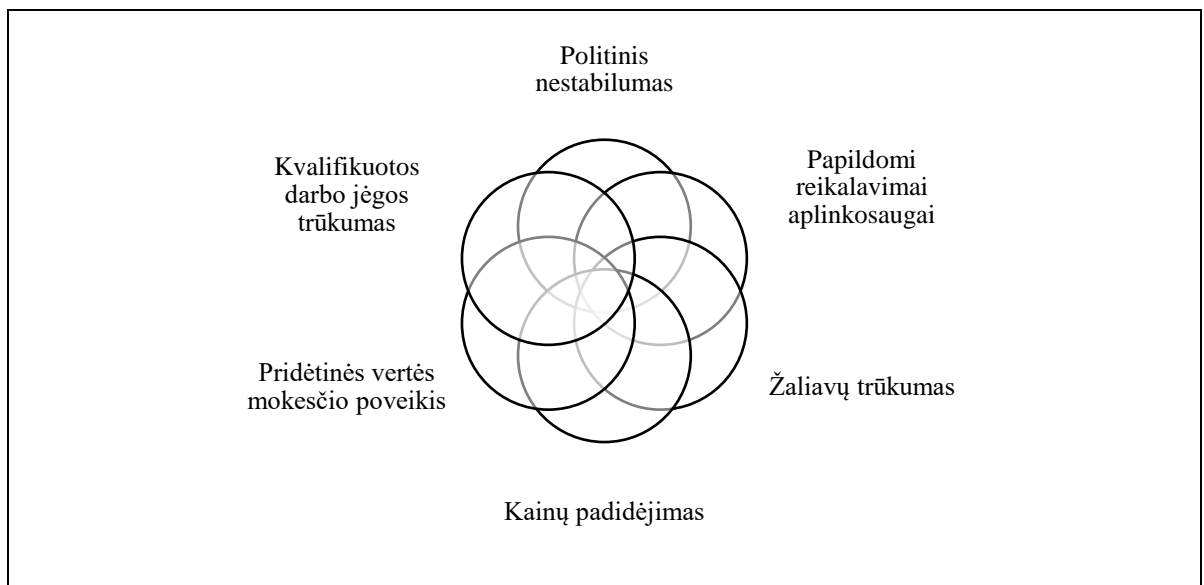 Politinis
nestabilumas
Kvalifikuotos
darbo jėgos
trūkumas
Papildomi
reikalavimai
aplinkosaugai
Pridėtinės vertės
mokesčio poveikis
Žaliavų trūkumas
Kainų padidėjimas